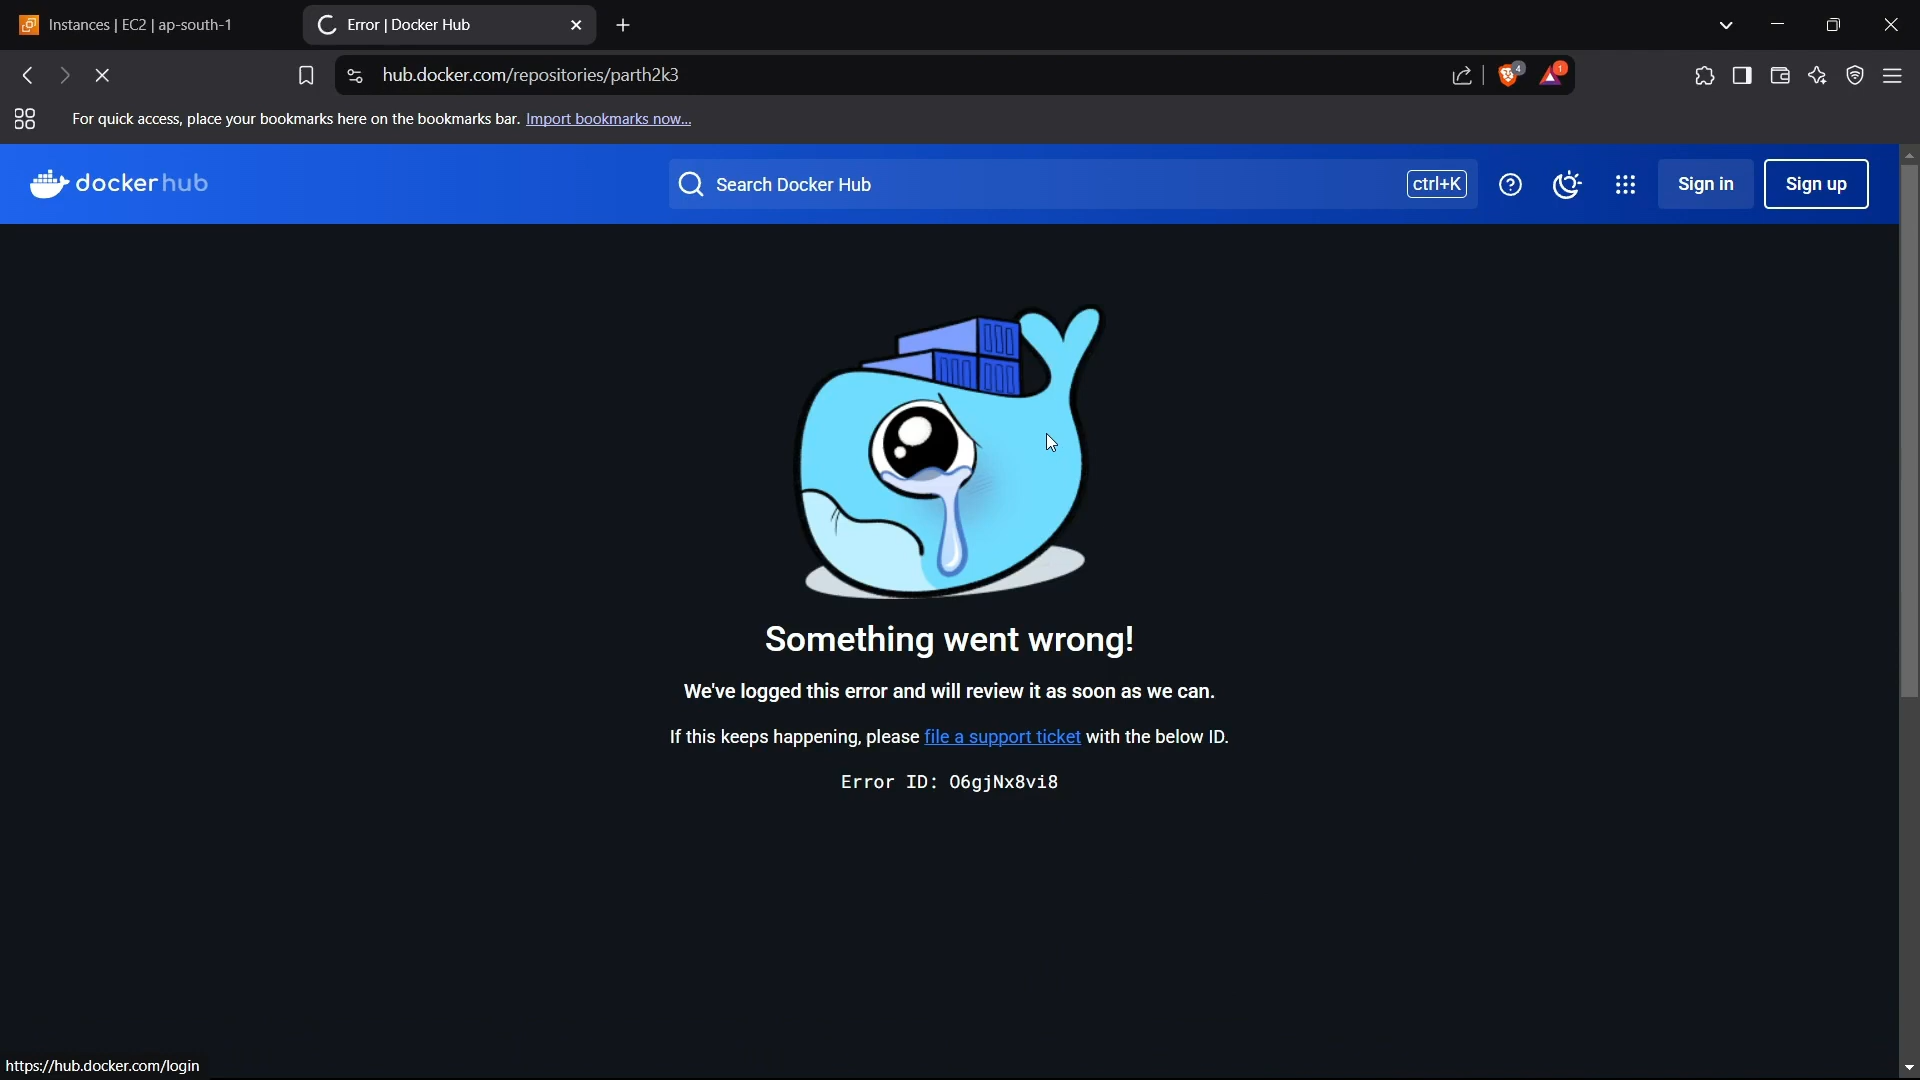 Instances | EC2 | ap-south-1
Error | Docker Hub
hub.docker.com/repositories/parth2k3
4
1
For quick access, place your bookmarks here on the bookmarks bar. Import bookmarks now...
dockerhub
Search Docker Hub
ctrl+K
Sign in
Sign up
Something went wrong!
We've logged this error and will review it as soon as we can.
If this keeps happening, please file a support ticket with the below ID.
Error ID: O6gjNx8vi8
https://hub.docker.com/login